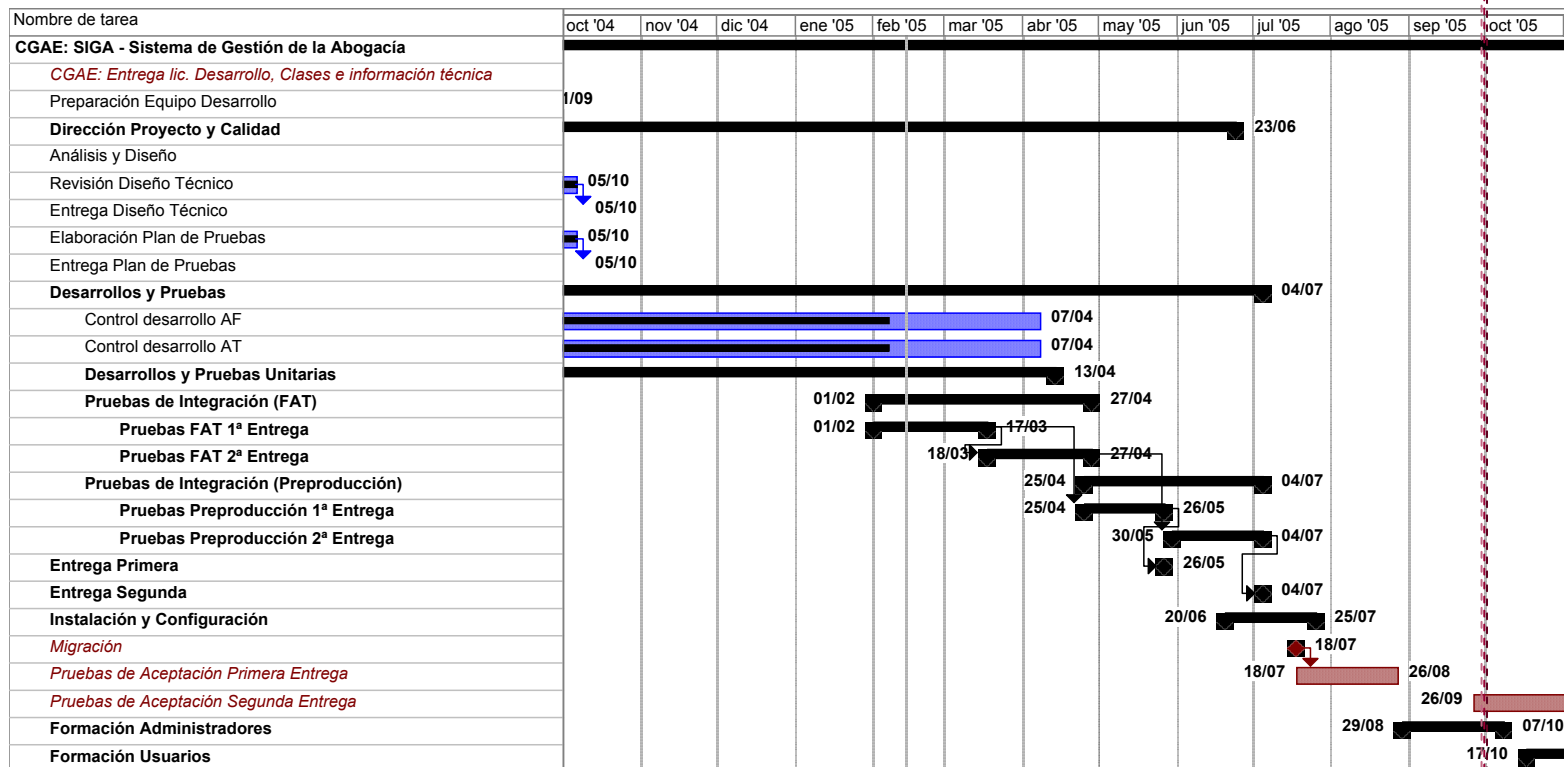 Nombre de tarea
oct '04 nov '04 dic '04 ene '05 feb '05 mar '05 abr '05 may '05 jun '05 jul '05 ago '05 sep '05 oct '05
CGAE: SIGA - Sistema de Gestión de la Abogacía
CGAE: Entrega lic. Desarrollo, Clases e información técnica
Preparación Equipo Desarrollo 1/09
Dirección Proyecto y Calidad 23/06
Análisis y Diseño
Revisión Diseño Técnico 05/10
Entrega Diseño Técnico 05/10
Elaboración Plan de Pruebas 05/10
Entrega Plan de Pruebas 05/10
Desarrollos y Pruebas 04/07
Control desarrollo AF 07/04
Control desarrollo AT 07/04
Desarrollos y Pruebas Unitarias 13/04
Pruebas de Integración (FAT) 01/02 27/04
Pruebas FAT 1ª Entrega 01/02 17/03
Pruebas FAT 2ª Entrega 18/03 27/04
Pruebas de Integración (Preproducción) 25/04 04/07
Pruebas Preproducción 1ª Entrega 25/04 26/05
Pruebas Preproducción 2ª Entrega 30/05 04/07
Entrega Primera 26/05
Entrega Segunda 04/07
Instalación y Configuración 20/06 25/07
Migración 18/07
Pruebas de Aceptación Primera Entrega 18/07 26/08
Pruebas de Aceptación Segunda Entrega 26/09
Formación Administradores 29/08 07/10
Formación Usuarios 17/10